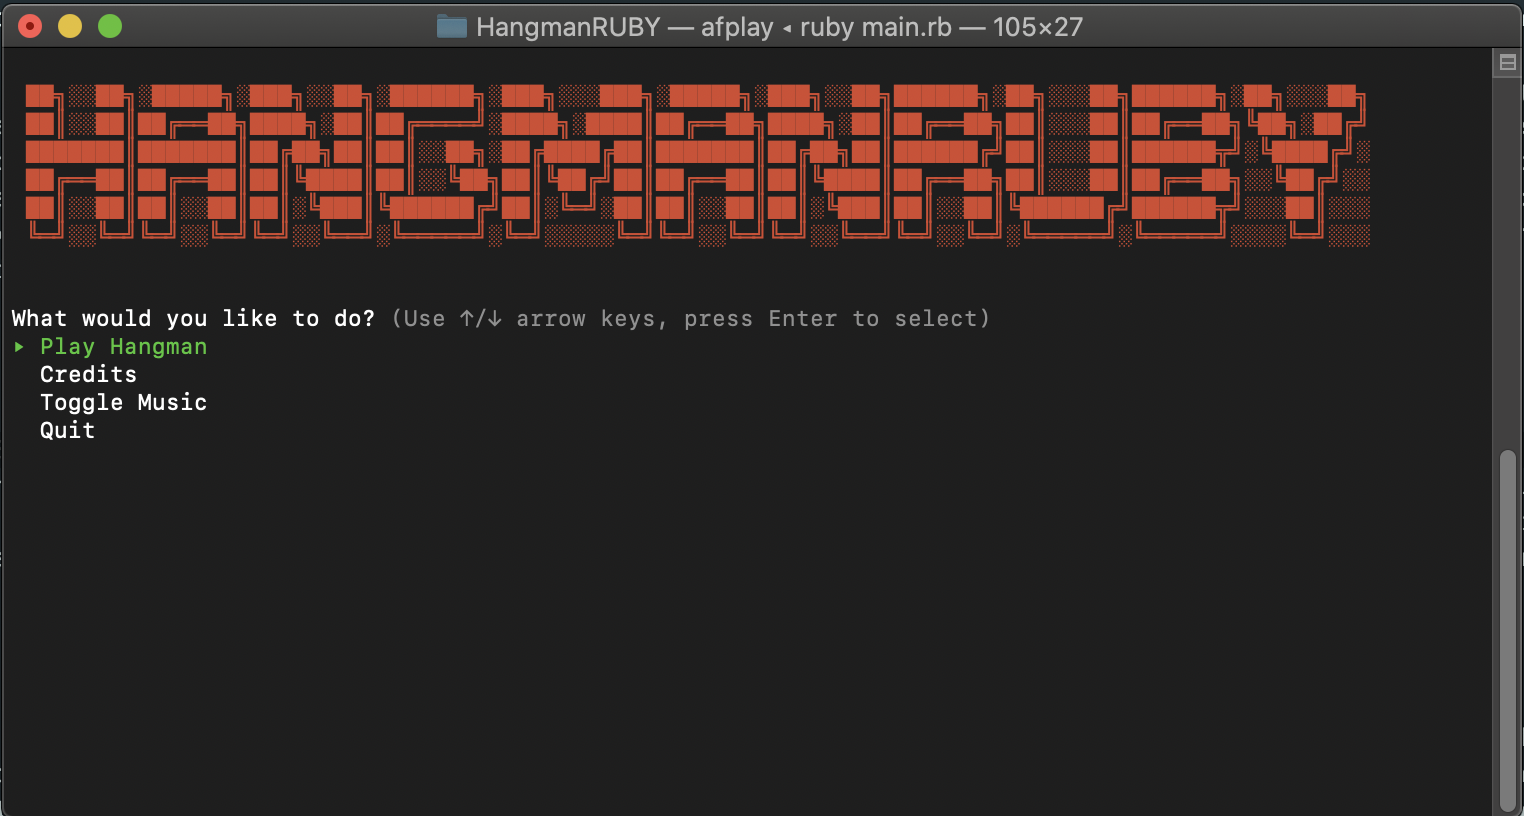 HangmanRUBY — afplay ◂ ruby main.rb — 105×27
HANGMANRUBY
What would you like to do? (Use ↑/↓ arrow keys, press Enter to select)
‣ Play Hangman
Credits
Toggle Music
Quit